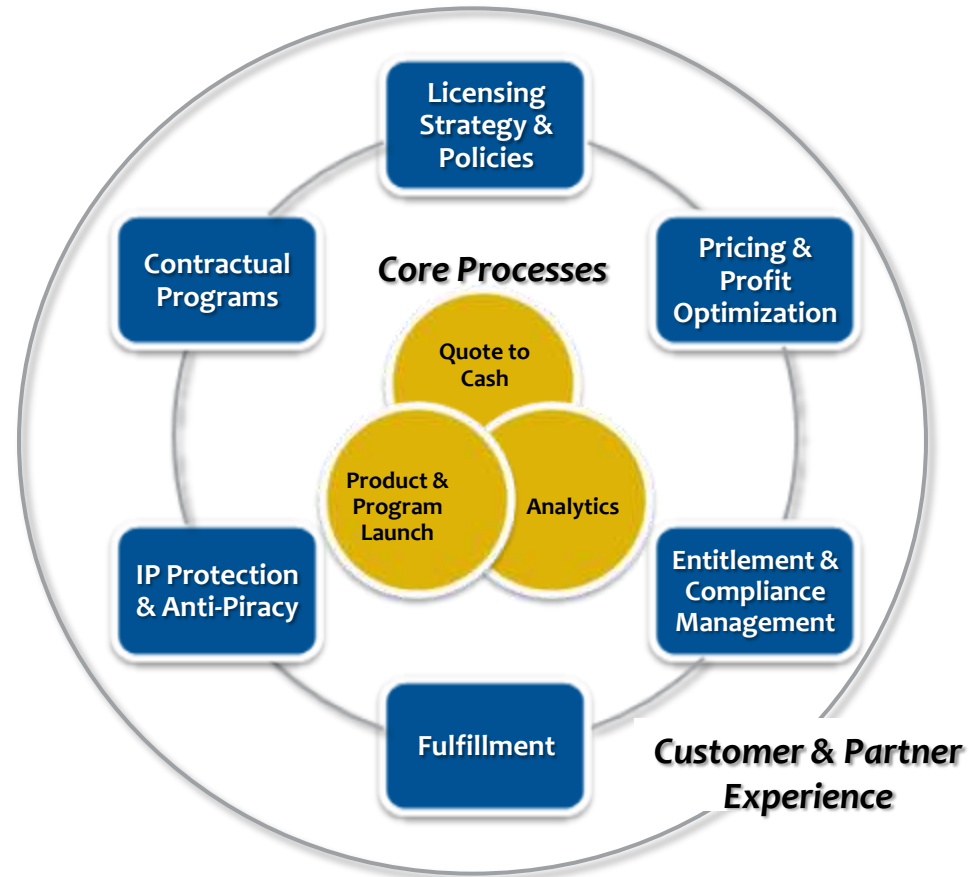 Licensing
Strategy &
Policies
Contractual
Programs
Core Processes
Pricing &
Profit
Optimization
Quote to
Cash
Product &
Program
Launch
Analytics
IP Protection
& Anti-Piracy
Entitlement &
Compliance
Management
Fulfillment
Customer & Partner
Experience